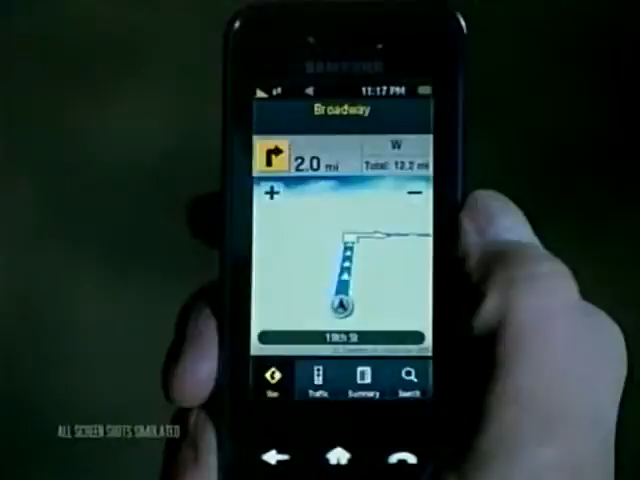 SAMSUNG
11:17 PM
Broadway
2.0 mi
W
Total: 12.2 mi
+
−
19th St
Traffic
Summary
Search
ALL SCREEN SHOTS SIMULATED